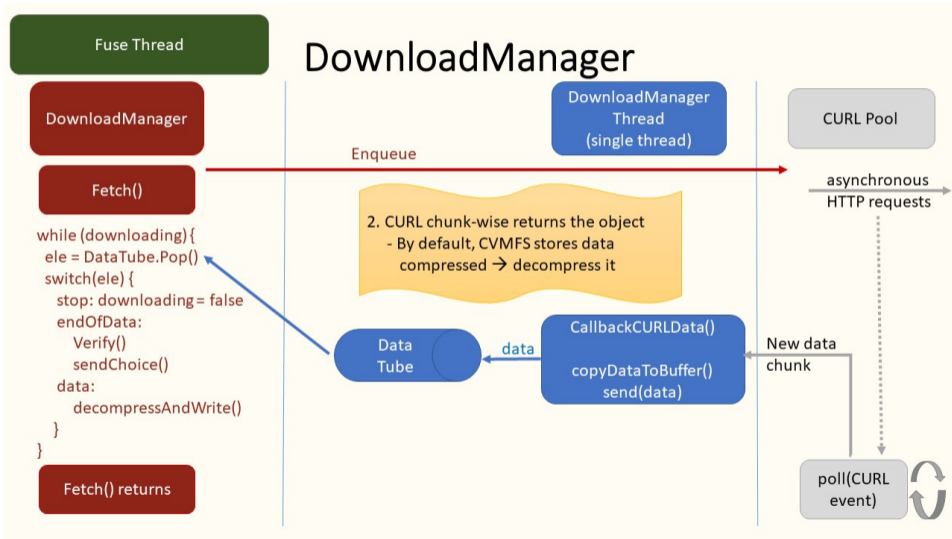 Fuse Thread
DownloadManager
DownloadManager
DownloadManager
Thread
(single thread)
CURL Pool
Enqueue
Fetch()
asynchronous
HTTP requests
2. CURL chunk-wise returns the object
- By default, CVMFS stores data
compressed → decompress it
while (downloading) {
ele = DataTube.Pop()
switch(ele) {
stop: downloading = false
endOfData:
Verify()
sendChoice()
data:
decompressAndWrite()
}
}
Data
Tube
data
CallbackCURLData()
copyDataToBuffer()
send(data)
New data
chunk
Fetch() returns
poll(CURL
event)